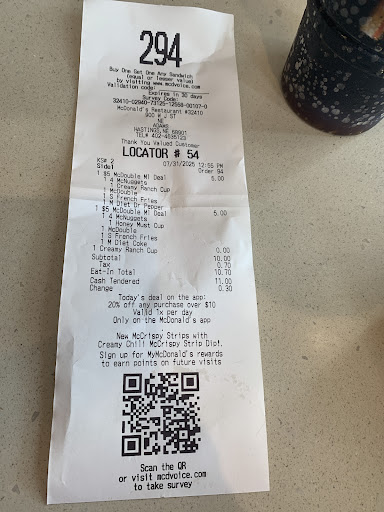 294
Buy One Get One Any Sandwich
(equal or lesser value)
by visiting www.mcdvoice.com
Validation code:
Expires in 30 days
Survey Code:
32410-02940-73125-12558-00107-0
McDonald's Restaurant #32410
900 W J ST
NE
ADAMS
HASTINGS, NE 68901
TEL# 402-4635123
Thank You Valued Customer
LOCATOR # 54
KS# 2 07/31/2025 12:55 PM
Side1 Order 94
1 $5 McDouble Ml Deal 5.00
1 4 McNuggets
1 Creamy Ranch Cup
1 McDouble
1 S French Fries
1 M Diet Dr Pepper
1 $5 McDouble Ml Deal 5.00
1 4 McNuggets
1 Honey Must Cup
1 McDouble
1 S French Fries
1 M Diet Coke
1 Creamy Ranch Cup 0.00
Subtotal 10.00
Tax 0.70
Eat-In Total 10.70
Cash Tendered 11.00
Change 0.30
Today's deal on the app:
20% off any purchase over $10
Valid 1x per day
Only on the McDonald's app
.
New McCrispy Strips with
Creamy Chili McCrispy Strip Dip!.
Sign up for MyMcDonald's rewards
to earn points on future visits
Scan the QR
or visit mcdvoice.com
to take survey